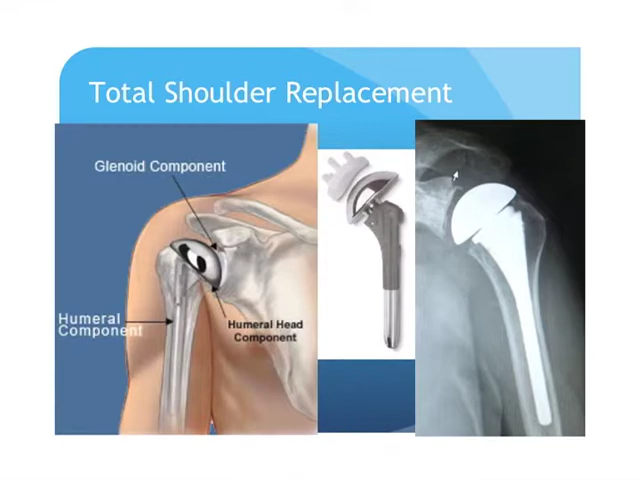 Total Shoulder Replacement
Glenoid Component
Humeral
Component
Humeral Head
Component